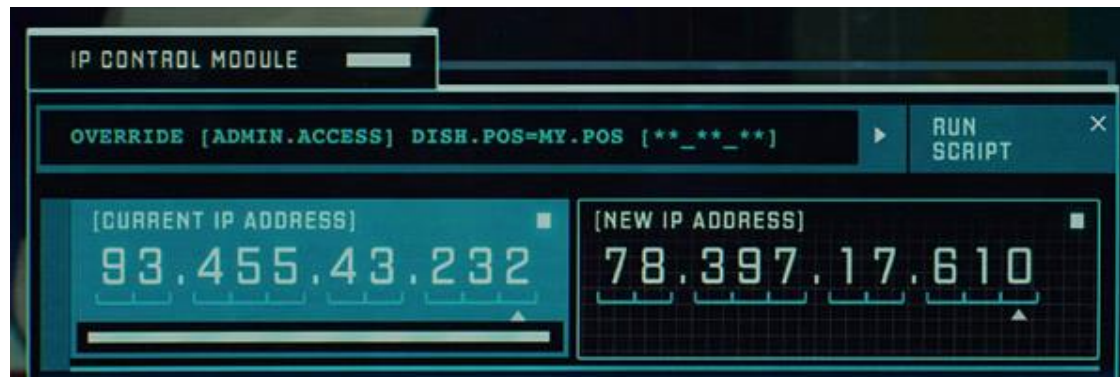 IP CONTROL MODULE
OVERRIDE [ADMIN.ACCESS] DISH.POS=MY.POS [**_**_**]
RUN
SCRIPT
[CURRENT IP ADDRESS]
93.455.43.232
[NEW IP ADDRESS]
78.397.17.610